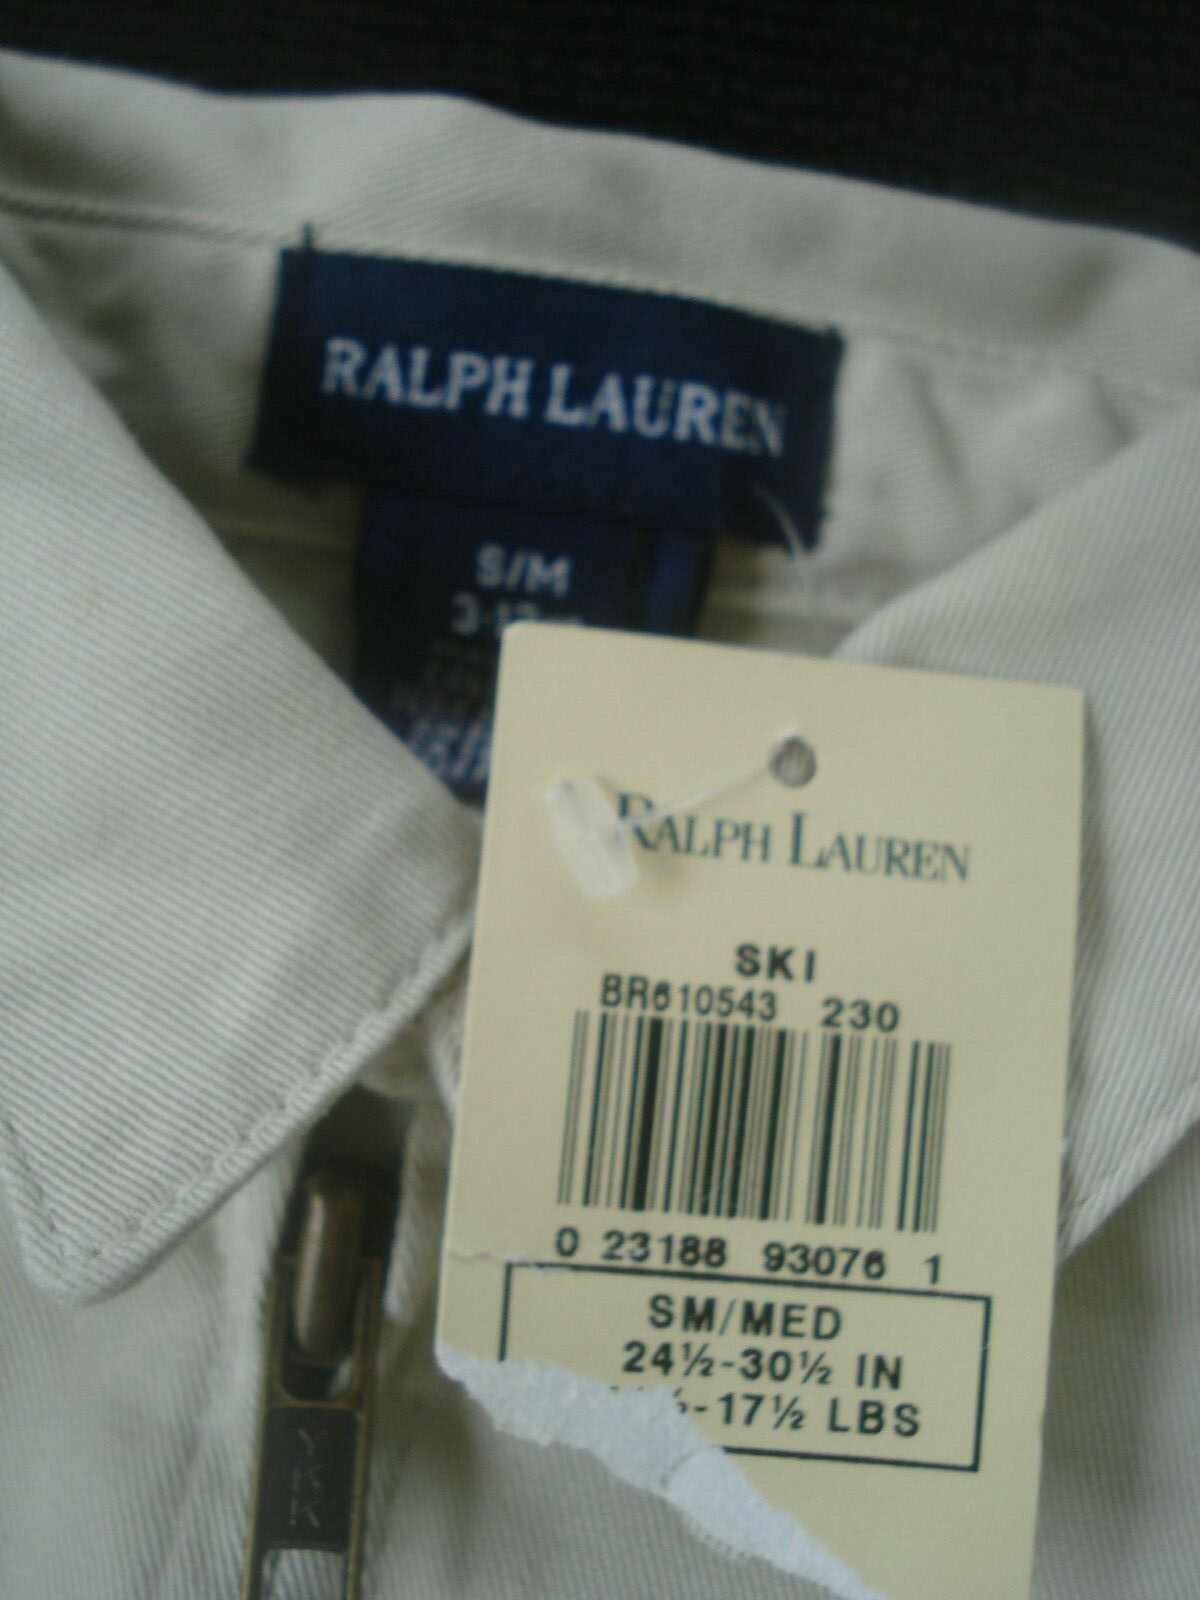 RALPH LAUREN
S/M
RALPH LAUREN
SKI
BR610543 230
0 23188 93076 1
SM/MED
24½-30½ IN
-17½ LBS
YKK